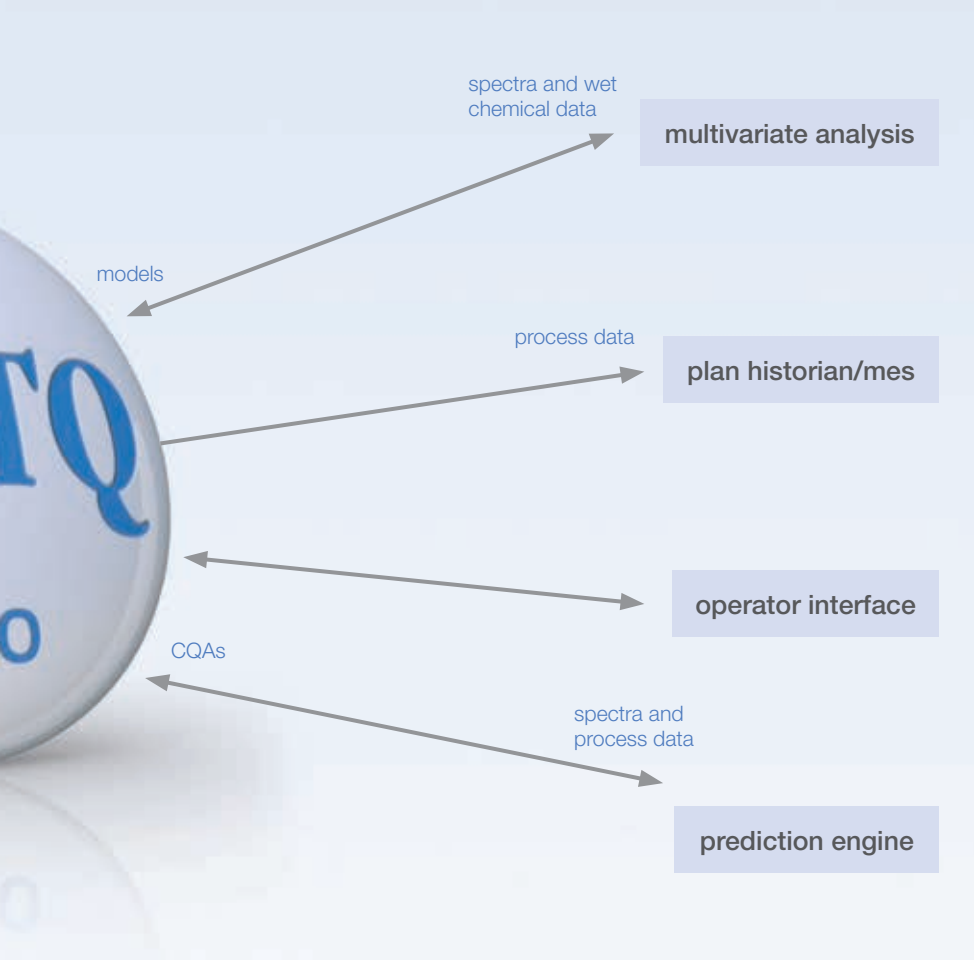 spectra and wet
chemical data
multivariate analysis
models
process data
plan historian/mes
TQ
operator interface
o
CQAs
spectra and
process data
prediction engine